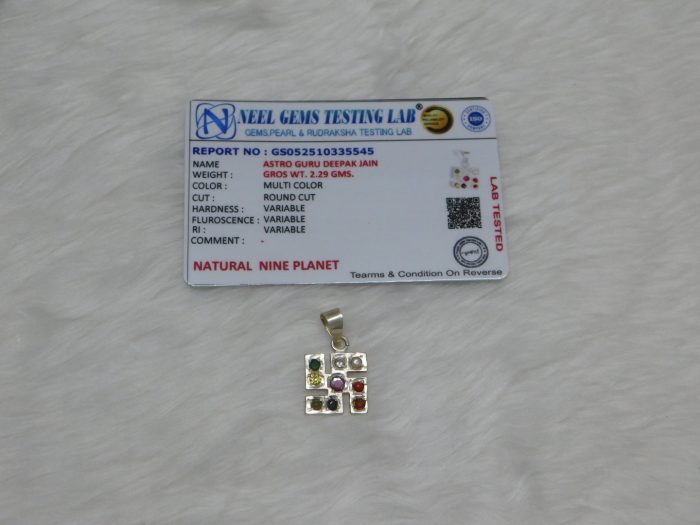 NEEL GEMS TESTING LAB®
GEMS,PEARL & RUDRAKSHA TESTING LAB
ISO
REPORT NO : GS052510335545
NAME ASTRO GURU DEEPAK JAIN
WEIGHT : GROS WT. 2.29 GMS.
COLOR : MULTI COLOR
CUT : ROUND CUT
HARDNESS : VARIABLE
FLUROSCENCE : VARIABLE
RI : VARIABLE
COMMENT : -
LAB TESTED
NATURAL NINE PLANET
Tearms & Condition On Reverse